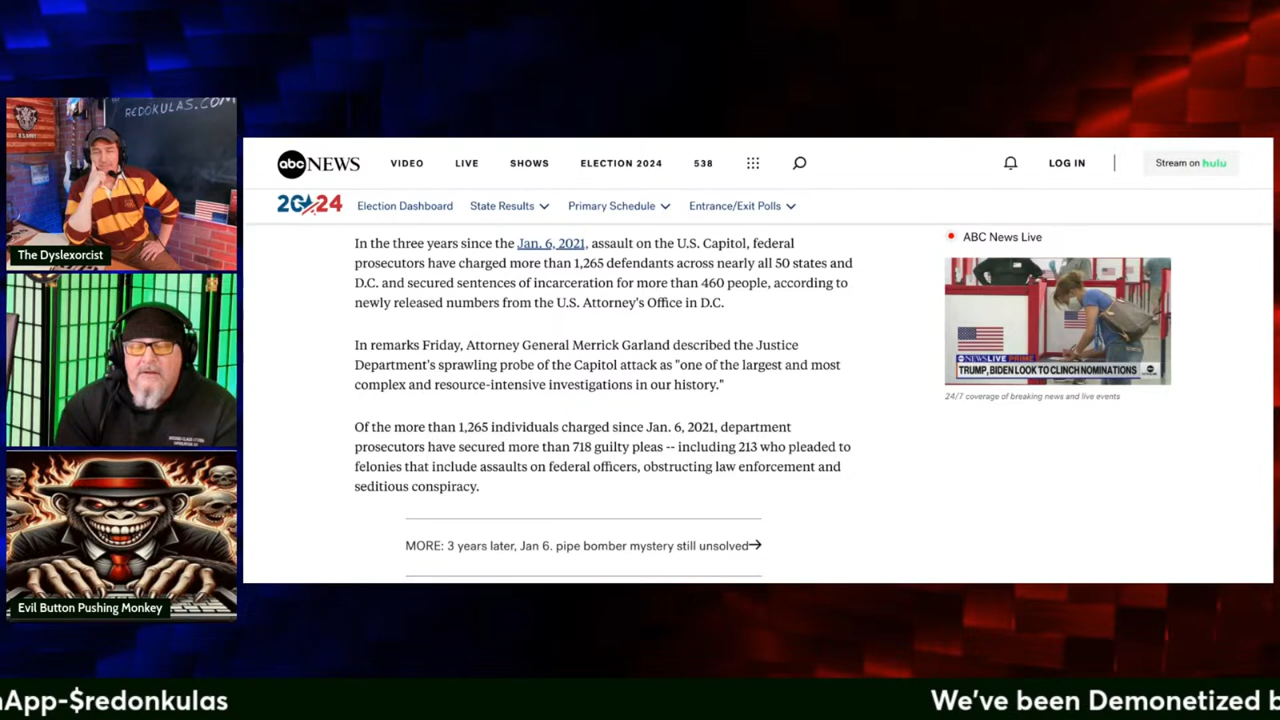 REDOKULAS.COM
The Dyslexorcist
Evil Button Pushing Monkey
abc NEWS VIDEO LIVE SHOWS ELECTION 2024 538 LOG IN Stream on hulu
2024 Election Dashboard State Results Primary Schedule Entrance/Exit Polls
In the three years since the Jan. 6, 2021, assault on the U.S. Capitol, federal
prosecutors have charged more than 1,265 defendants across nearly all 50 states and
D.C. and secured sentences of incarceration for more than 460 people, according to
newly released numbers from the U.S. Attorney's Office in D.C.
In remarks Friday, Attorney General Merrick Garland described the Justice
Department's sprawling probe of the Capitol attack as "one of the largest and most
complex and resource-intensive investigations in our history."
Of the more than 1,265 individuals charged since Jan. 6, 2021, department
prosecutors have secured more than 718 guilty pleas -- including 213 who pleaded to
felonies that include assaults on federal officers, obstructing law enforcement and
seditious conspiracy.
MORE: 3 years later, Jan 6. pipe bomber mystery still unsolved→
ABC News Live
NEWSLIVE PRIME
TRUMP, BIDEN LOOK TO CLINCH NOMINATIONS
24/7 coverage of breaking news and live events
App-$redonkulas
We've been Demonetized b